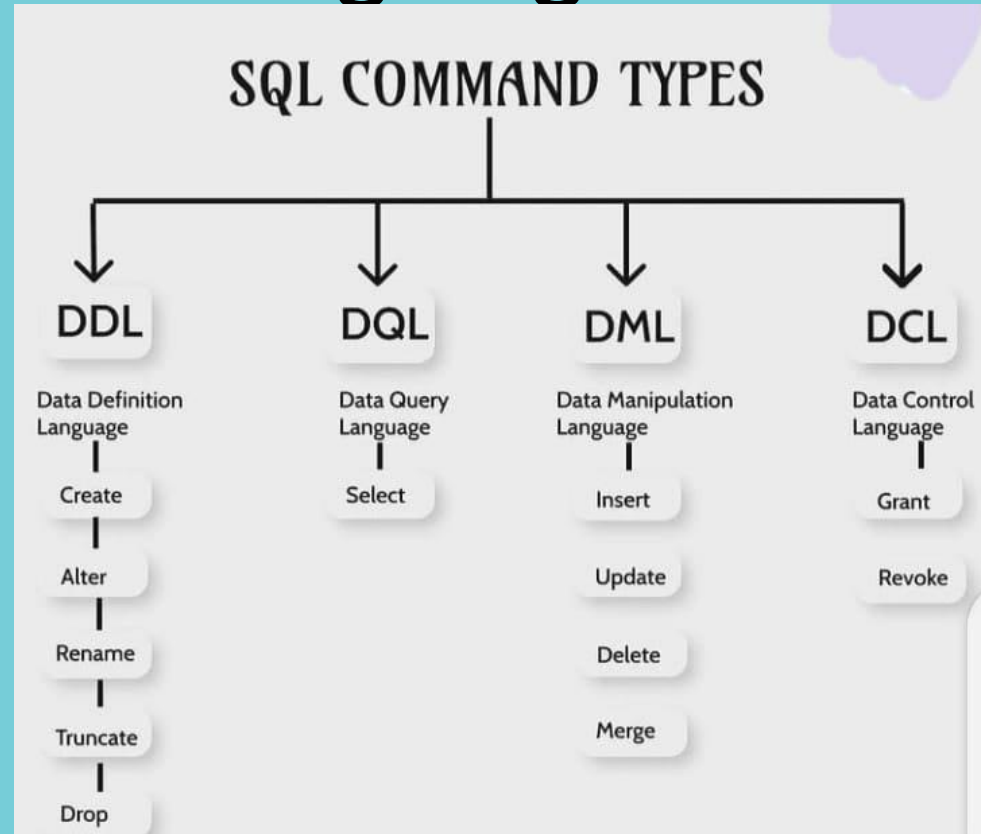 SQL COMMAND TYPES
DDL
Data Definition
Language
Create
Alter
Rename
Truncate
Drop
DQL
Data Query
Language
Select
DML
Data Manipulation
Language
Insert
Update
Delete
Merge
DCL
Data Control
Language
Grant
Revoke